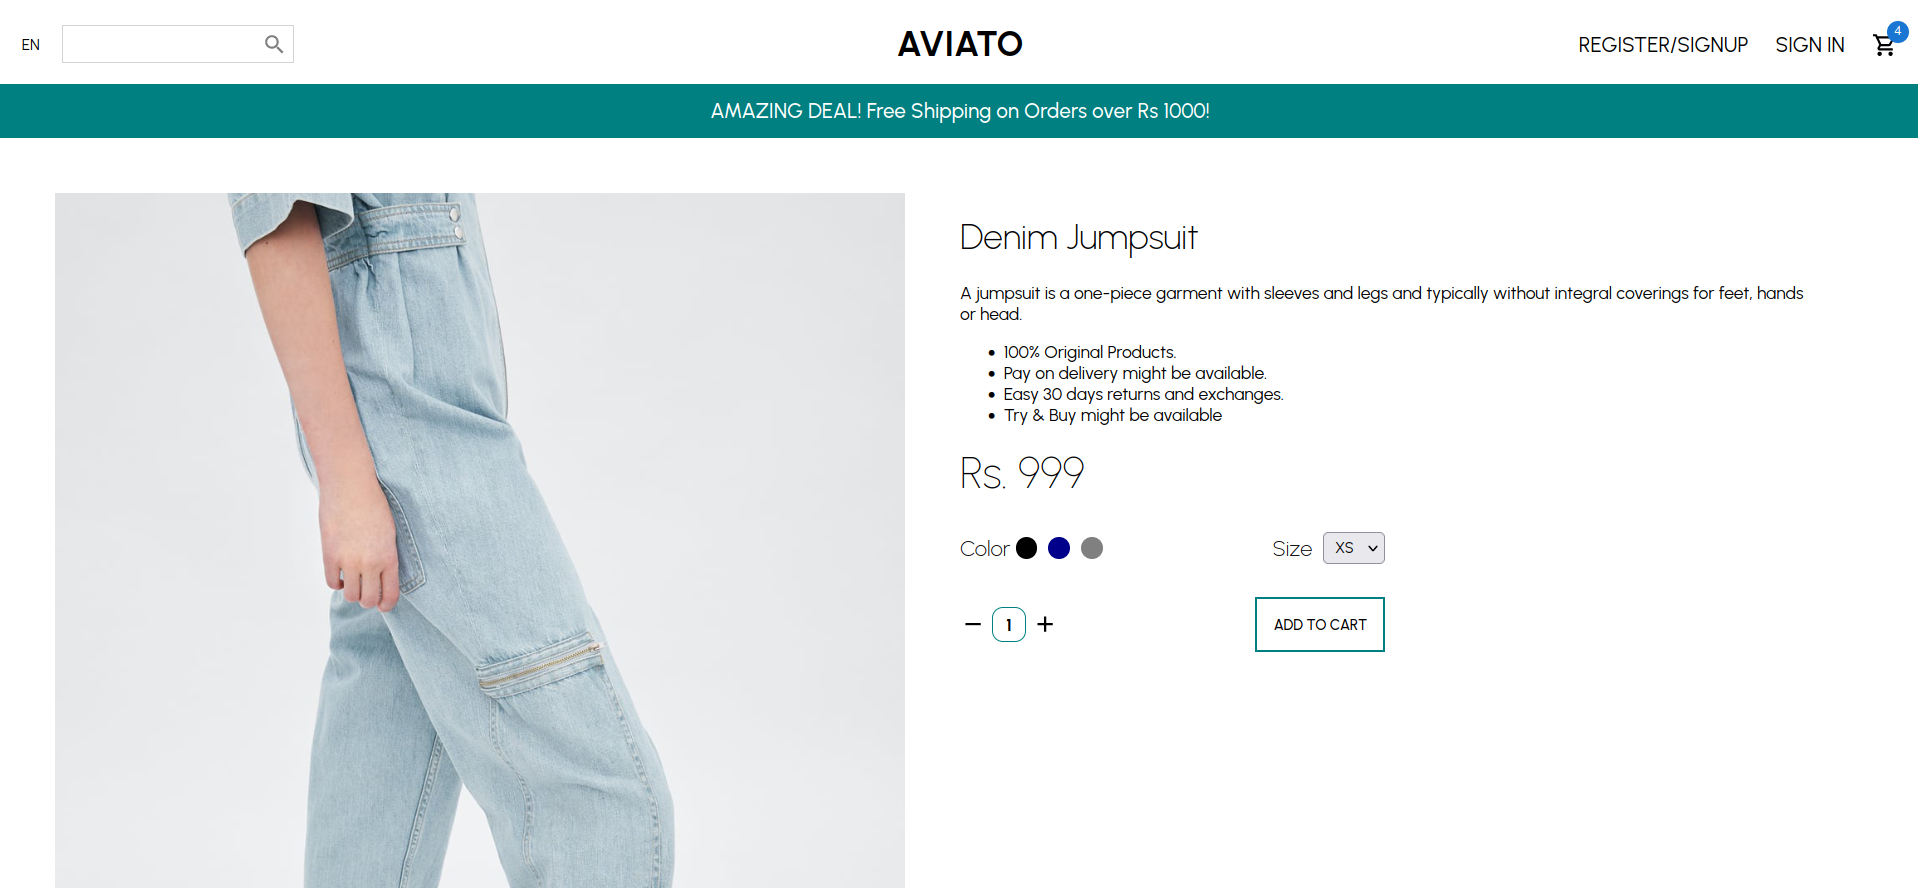 EN
AVIATO
REGISTER/SIGNUP
SIGN IN
4
AMAZING DEAL! Free Shipping on Orders over Rs 1000!
Denim Jumpsuit
A jumpsuit is a one-piece garment with sleeves and legs and typically without integral coverings for feet, hands
or head.
100% Original Products.
Pay on delivery might be available.
Easy 30 days returns and exchanges.
Try & Buy might be available
Rs. 999
Color
Size
XS
1
ADD TO CART